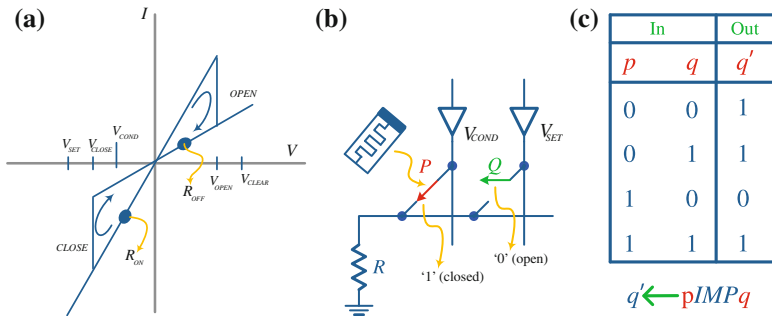 (a)
I
OPEN
V_SET
V_CLOSE
V_COND
V
R_OFF
V_OPEN
V_CLEAR
CLOSE
R_ON
(b)
V_COND
V_SET
P
Q
R
‘1’ (closed)
‘0’ (open)
(c)
In Out
p q q′
0 0 1
0 1 1
1 0 0
1 1 1
q′ ← pIMPq